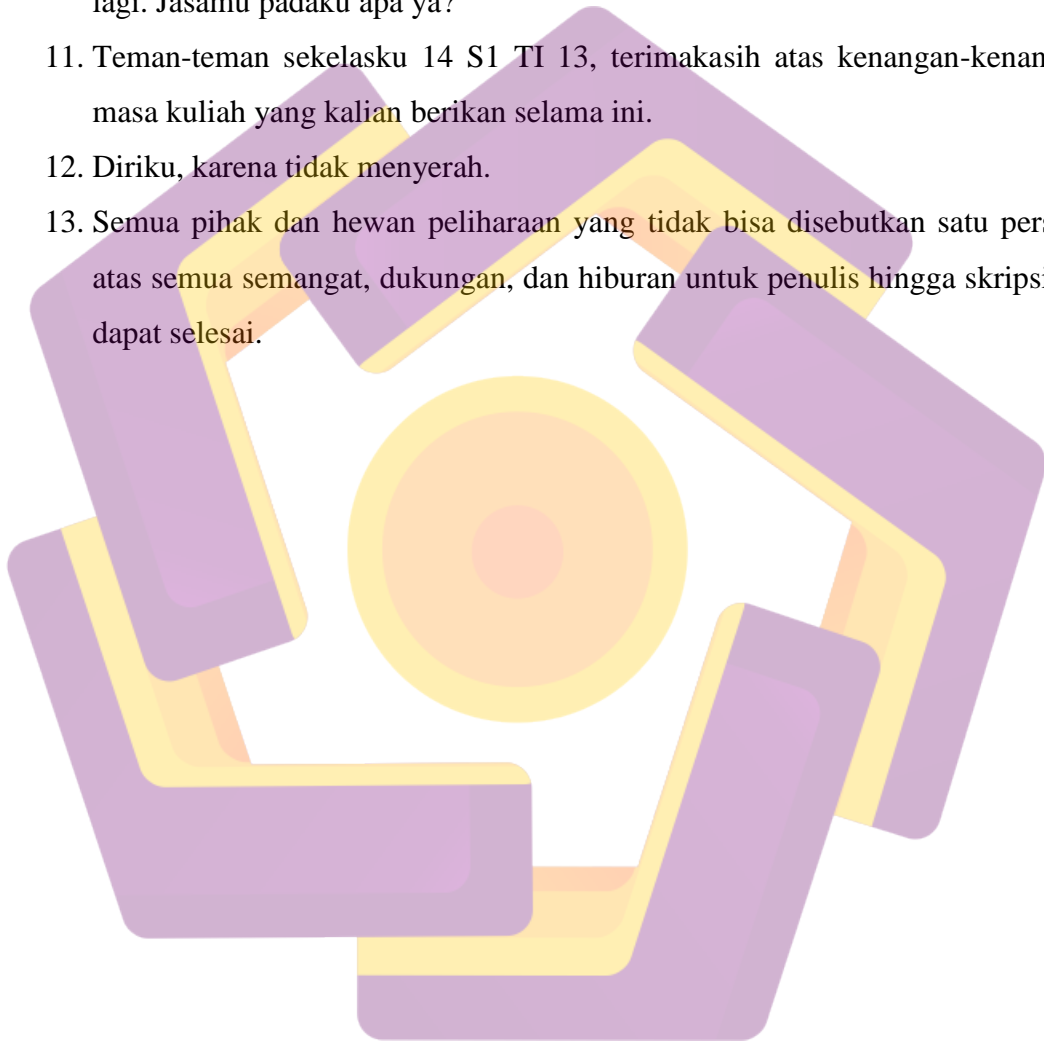 lagi. Jasamu padaku apa ya?
11. Teman-teman sekelasku 14 S1 TI 13, terimakasih atas kenangan-kenan
masa kuliah yang kalian berikan selama ini.
12. Diriku, karena tidak menyerah.
13. Semua pihak dan hewan peliharaan yang tidak bisa disebutkan satu pers
atas semua semangat, dukungan, dan hiburan untuk penulis hingga skripsi
dapat selesai.